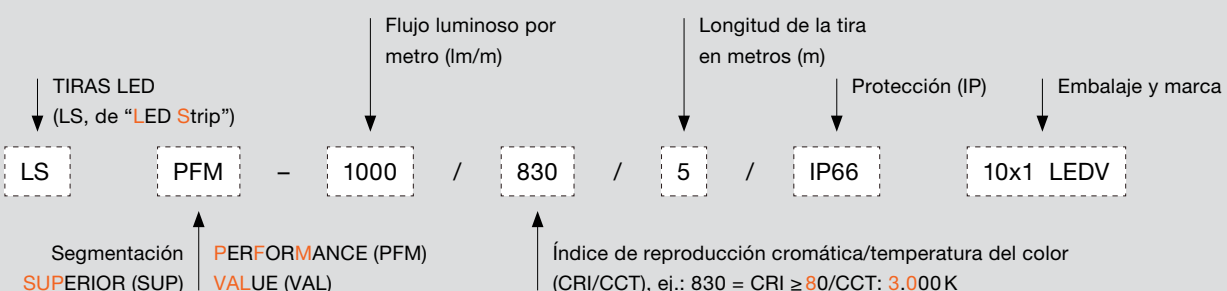 Flujo luminoso por
metro (lm/m)
Longitud de la tira
en metros (m)
TIRAS LED
(LS, de “LED Strip”)
Protección (IP)
Embalaje y marca
LS PFM – 1000 / 830 / 5 / IP66 10x1 LEDV
Segmentación
SUPERIOR (SUP)
PERFORMANCE (PFM)
VALUE (VAL)
Índice de reproducción cromática/temperatura del color
(CRI/CCT), ej.: 830 = CRI ≥80/CCT: 3.000K